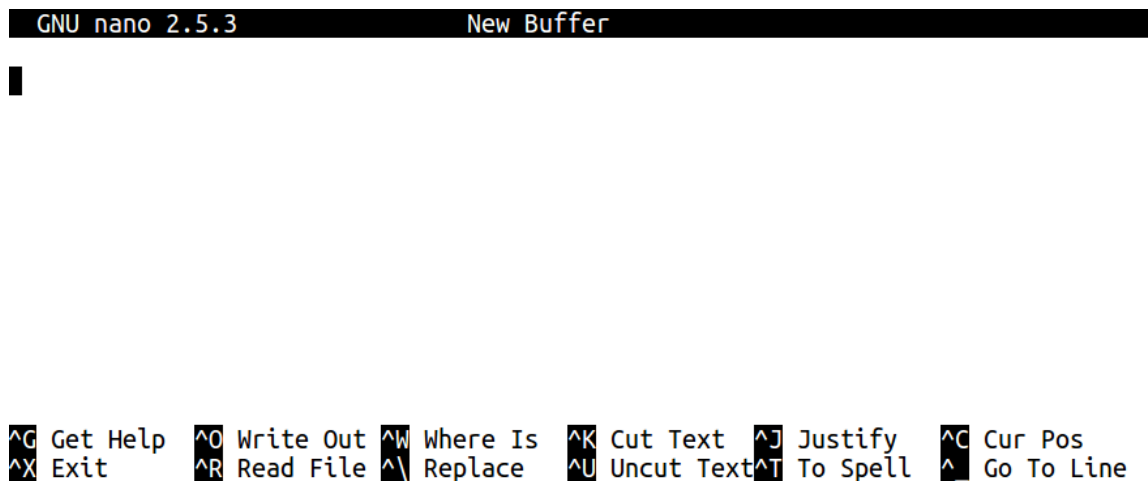 GNU nano 2.5.3 New Buffer
^G Get Help ^O Write Out ^W Where Is ^K Cut Text ^J Justify ^C Cur Pos
^X Exit ^R Read File ^\ Replace ^U Uncut Text ^T To Spell ^_ Go To Line